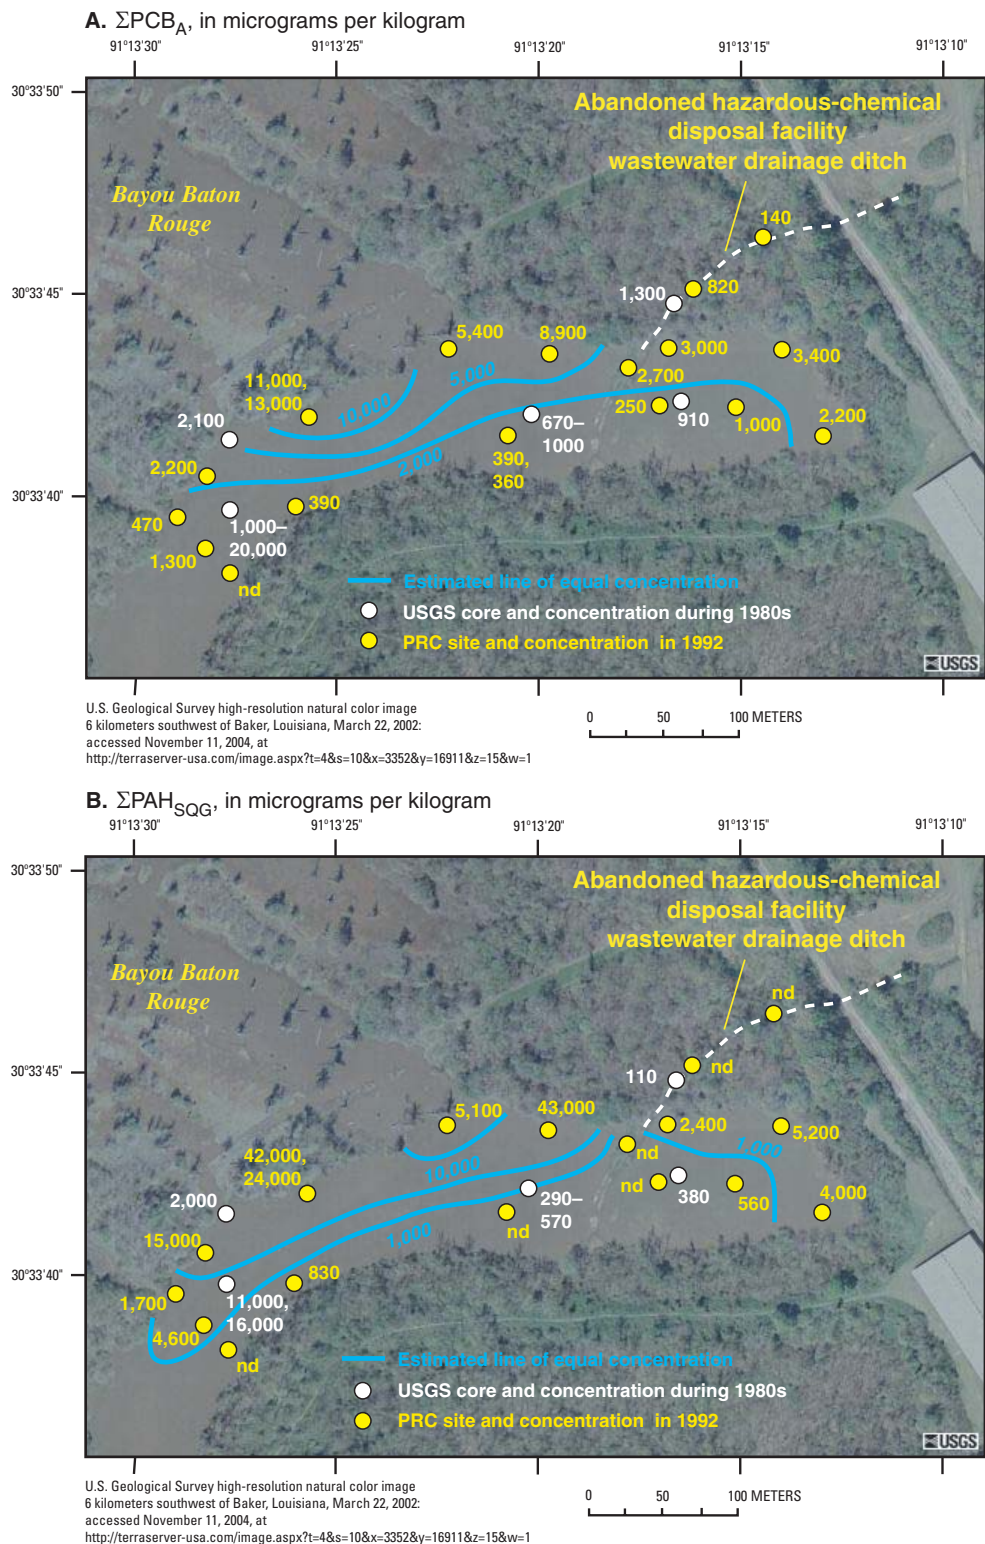 A. ΣPCB_A, in micrograms per kilogram
91°13'30" 91°13'25" 91°13'20" 91°13'15" 91°13'10"
30°33'50"
Abandoned hazardous-chemical
disposal facility
wastewater drainage ditch
Bayou Baton
Rouge
140
30°33'45"
1,300
820
5,400
8,900
3,000
3,400
5,000
2,700
11,000,
13,000
10,000
2,100
250
910
1,000
2,200
670–
1000
390,
360
2,000
2,200
30°33'40"
390
470
1,000–
20,000
1,300
nd
Estimated line of equal concentration
USGS core and concentration during 1980s
PRC site and concentration in 1992
USGS
U.S. Geological Survey high-resolution natural color image
6 kilometers southwest of Baker, Louisiana, March 22, 2002:
accessed November 11, 2004, at
http://terraserver-usa.com/image.aspx?t=4&s=10&x=3352&y=16911&z=15&w=1
0 50 100 METERS
B. ΣPAH_SQG, in micrograms per kilogram
91°13'30" 91°13'25" 91°13'20" 91°13'15" 91°13'10"
30°33'50"
Abandoned hazardous-chemical
disposal facility
wastewater drainage ditch
Bayou Baton
Rouge
nd
30°33'45"
110
nd
5,100
43,000
2,400
5,200
1,000
nd
42,000,
24,000
10,000
2,000
nd
380
560
4,000
290–
570
nd
1,000
15,000
30°33'40"
830
1,700
11,000,
16,000
4,600
nd
Estimated line of equal concentration
USGS core and concentration during 1980s
PRC site and concentration in 1992
USGS
U.S. Geological Survey high-resolution natural color image
6 kilometers southwest of Baker, Louisiana, March 22, 2002:
accessed November 11, 2004, at
http://terraserver-usa.com/image.aspx?t=4&s=10&x=3352&y=16911&z=15&w=1
0 50 100 METERS